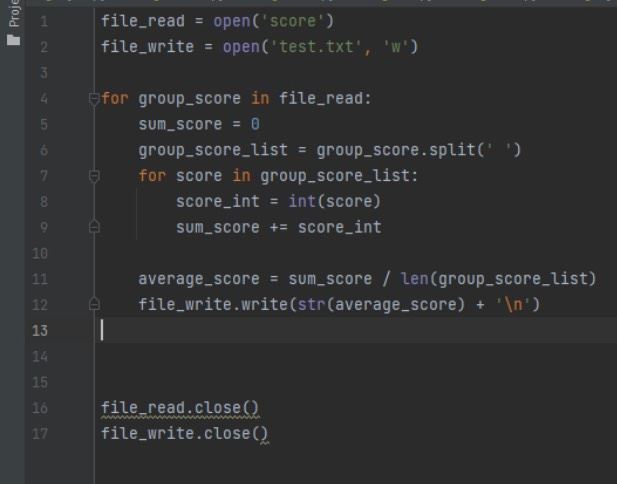 Proje
1 file_read = open('score')
2 file_write = open('test.txt', 'w')
3
4 for group_score in file_read:
5     sum_score = 0
6     group_score_list = group_score.split(' ')
7     for score in group_score_list:
8         score_int = int(score)
9         sum_score += score_int
10
11     average_score = sum_score / len(group_score_list)
12     file_write.write(str(average_score) + '\n')
13
14
15
16 file_read.close()
17 file_write.close()